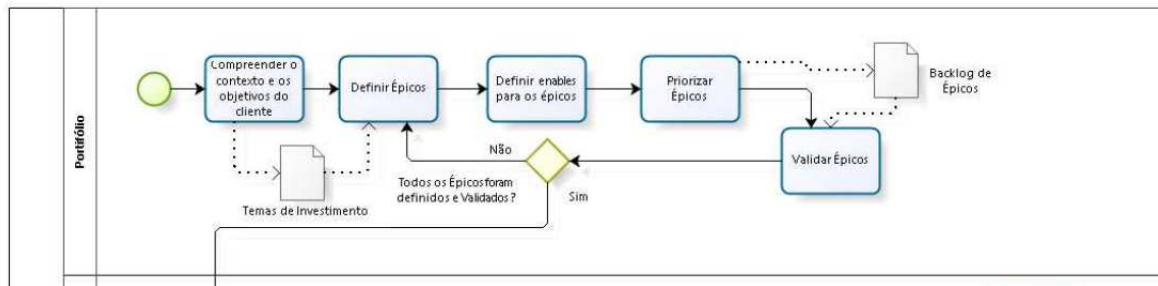 Portifólio
Compreender o
contexto e os
objetivos do
cliente
Definir Épicos
Definir enables
para os épicos
Priorizar
Épicos
Backlog de
Épicos
Validar Épicos
Não
Todos os Épicos foram
definidos e Validados ?
Sim
Temas de Investimento